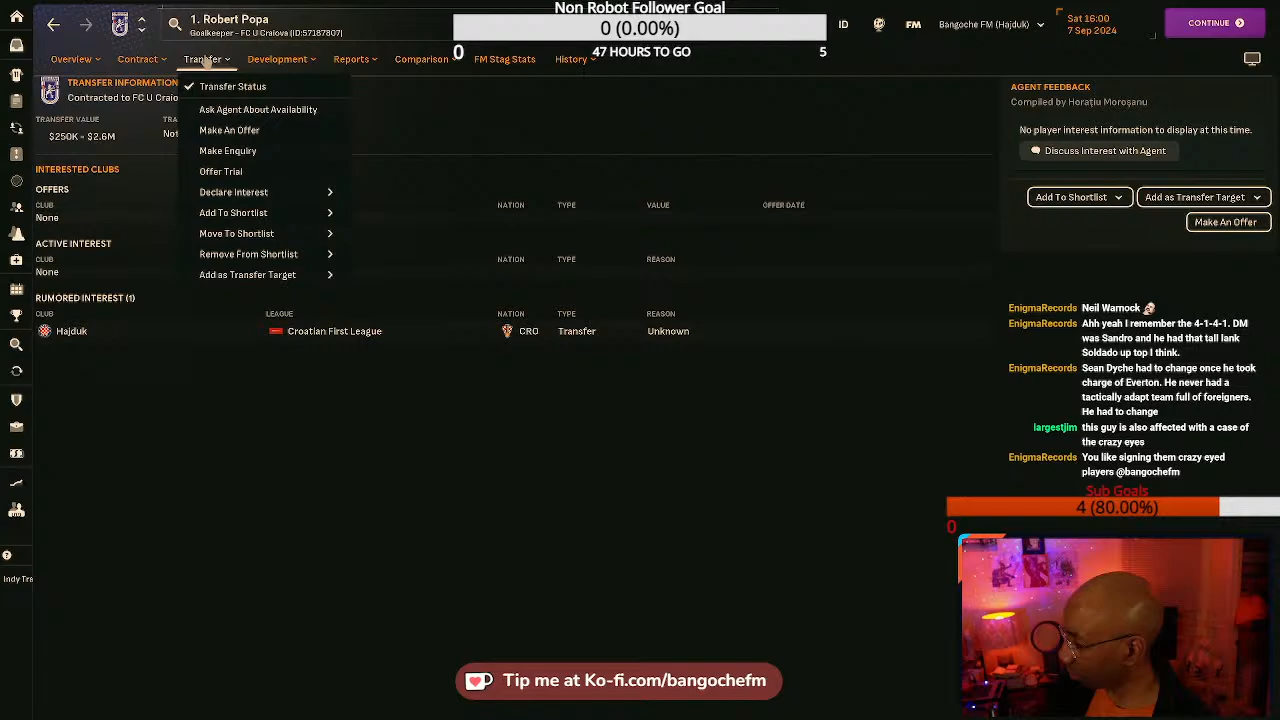 Non Robot Follower Goal
0 (0.00%)
0
47 HOURS TO GO
5
1. Robert Popa
Goalkeeper - FC U Craiova (ID:57187807)
ID
FM
Bangoche FM (Hajduk)
Sat 16:00
7 Sep 2024
CONTINUE
Overview
Contract
Transfer
Development
Reports
Comparison
FM Stag Stats
History
TRANSFER INFORMATION
Contracted to FC U Craio
TRANSFER VALUE
TRA
$250K - $2.6M
Not
Transfer Status
Ask Agent About Availability
Make An Offer
Make Enquiry
Offer Trial
Declare Interest
Add To Shortlist
Move To Shortlist
Remove From Shortlist
Add as Transfer Target
INTERESTED CLUBS
OFFERS
CLUB
NATION
TYPE
VALUE
OFFER DATE
None
ACTIVE INTEREST
CLUB
NATION
TYPE
REASON
None
RUMORED INTEREST (1)
CLUB
LEAGUE
NATION
TYPE
REASON
Hajduk
Croatian First League
CRO
Transfer
Unknown
AGENT FEEDBACK
Compiled by Horațiu Moroșanu
No player interest information to display at this time.
Discuss Interest with Agent
Add To Shortlist
Add as Transfer Target
Make An Offer
EnigmaRecords Neil Warnock
EnigmaRecords Ahh yeah I remember the 4-1-4-1. DM
was Sandro and he had that tall lank
Soldado up top I think.
EnigmaRecords Sean Dyche had to change once he took
charge of Everton. He never had a
tactically adapt team full of foreigners.
He had to change
largestjim this guy is also affected with a case of
the crazy eyes
EnigmaRecords You like signing them crazy eyed
players @bangochefm
Sub Goals
4 (80.00%)
0
Indy Tra
Tip me at Ko-fi.com/bangochefm